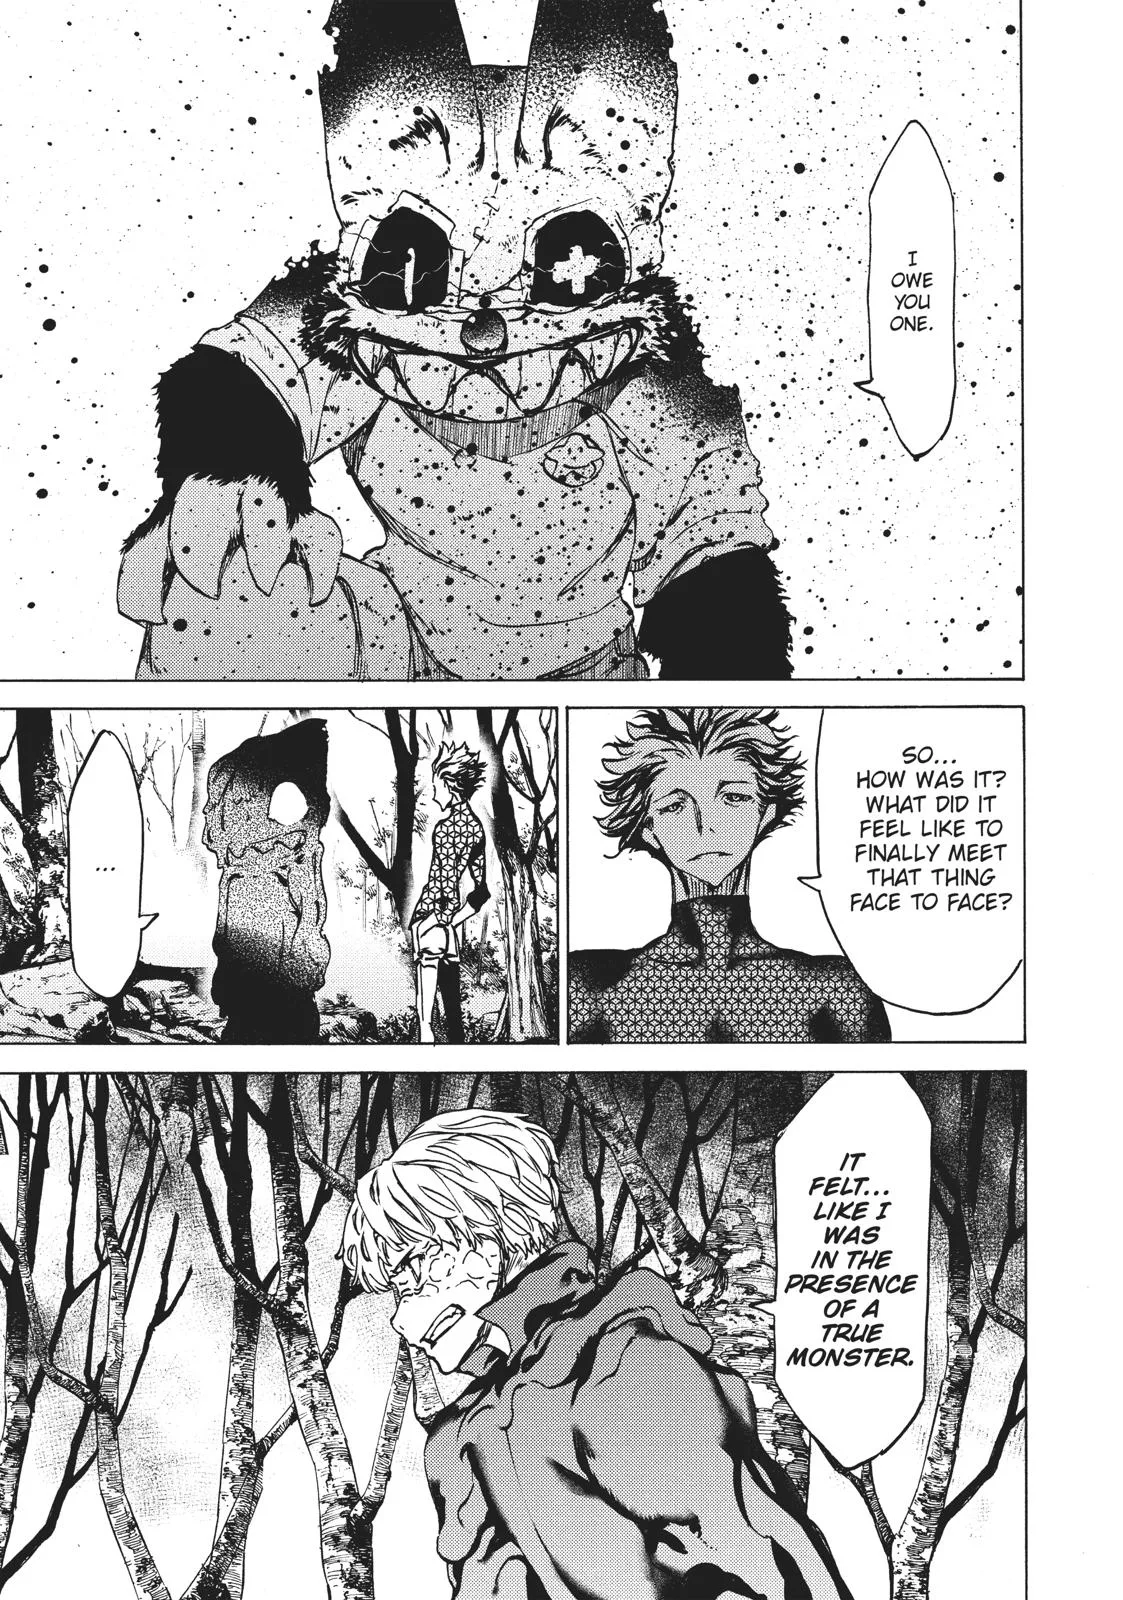 I
OWE
YOU
ONE.
SO...
HOW WAS IT?
WHAT DID IT
FEEL LIKE TO
FINALLY MEET
THAT THING
FACE TO FACE?
...
IT
FELT...
LIKE I
WAS
IN THE
PRESENCE
OF A
TRUE
MONSTER.